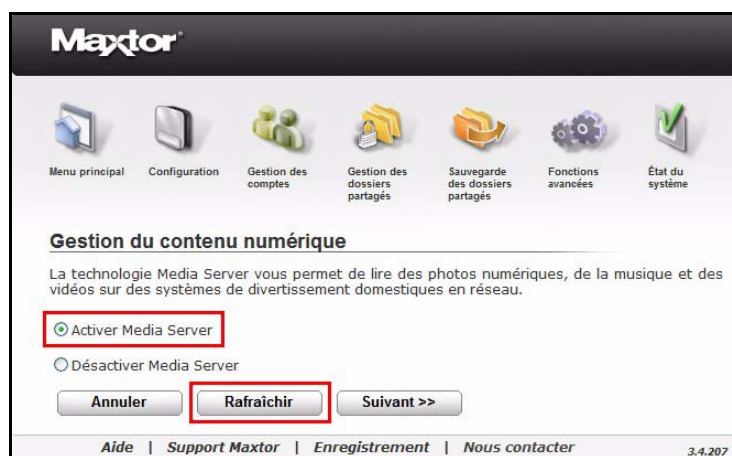 Maxtor
Menu principal
Configuration
Gestion des
comptes
Gestion des
dossiers
partagés
Sauvegarde
des dossiers
partagés
Fonctions
avancées
État du
système
Gestion du contenu numérique
La technologie Media Server vous permet de lire des photos numériques, de la musique et des
vidéos sur des systèmes de divertissement domestiques en réseau.
Activer Media Server
Désactiver Media Server
Annuler
Rafraîchir
Suivant >>
Aide | Support Maxtor | Enregistrement | Nous contacter
3.4.207